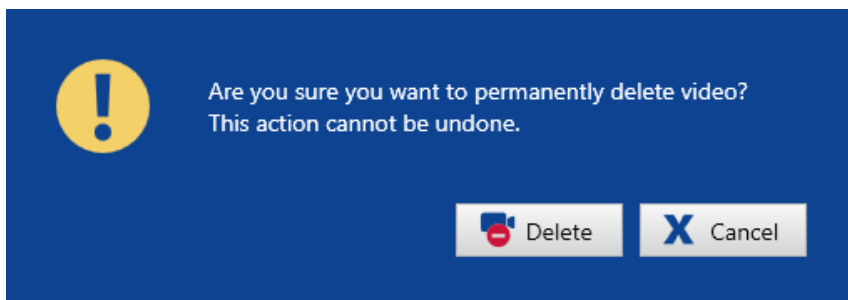 Are you sure you want to permanently delete video?
This action cannot be undone.
Delete
Cancel